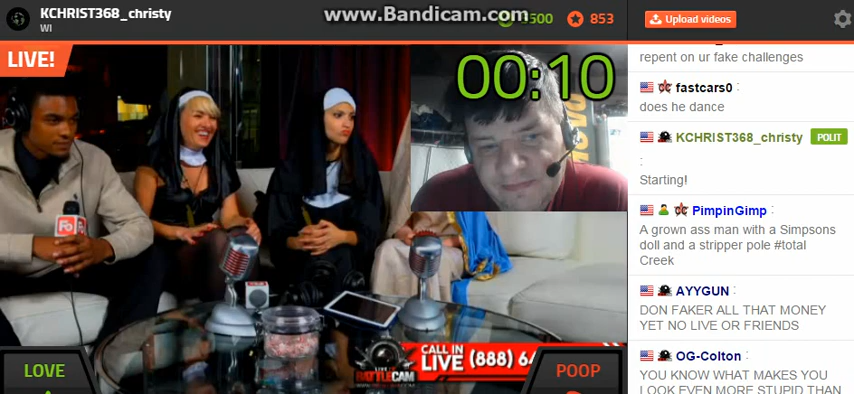 KCHRIST368_christy
WI
www.Bandicam.com
500
853
Upload videos
LIVE!
00:10
repent on ur fake challenges
fastcars0 :
does he dance
KCHRIST368_christy POLIT
:
Starting!
PimpinGimp :
A grown ass man with a Simpsons
doll and a stripper pole #total
Creek
AYYGUN :
DON FAKER ALL THAT MONEY
YET NO LIVE OR FRIENDS
OG-Colton :
YOU KNOW WHAT MAKES YOU
LOOK EVEN MORE STUPID THAN
Fo
CALL IN
LIVE (888) 64
BATTLECAM
LOVE
POOP